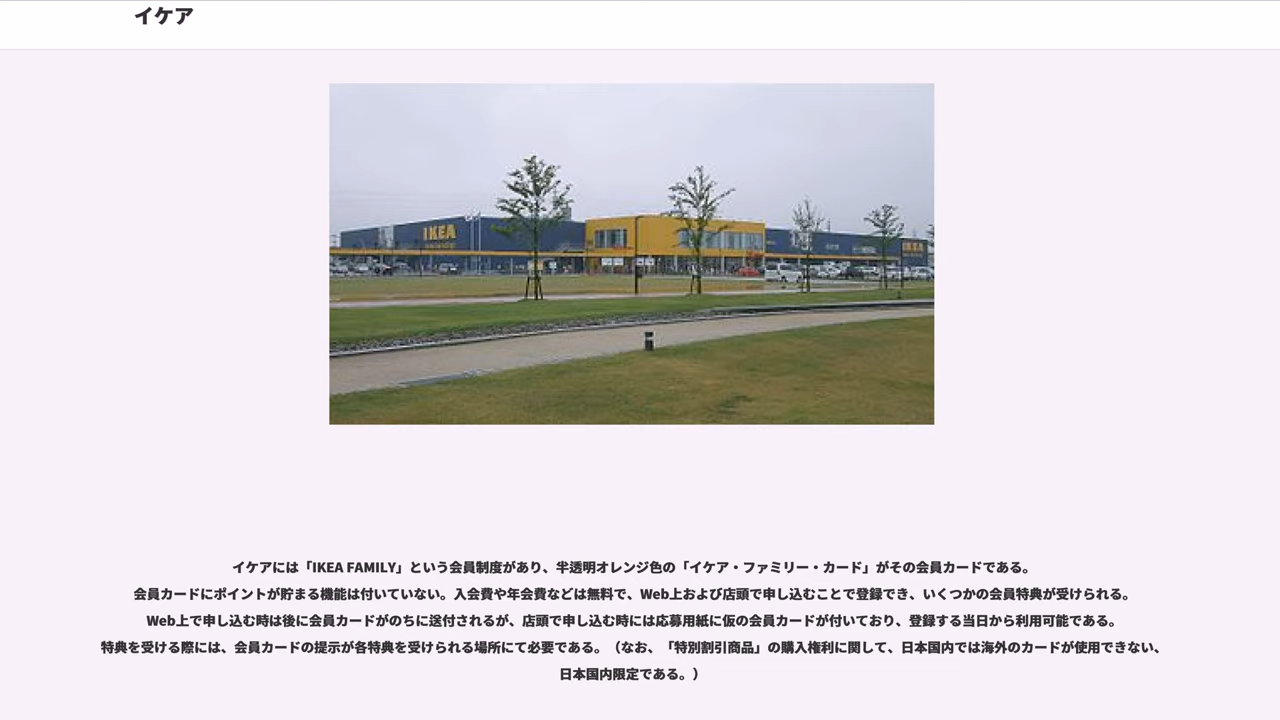 イケア
IKEA
IKEA
イケアには「IKEA FAMILY」という会員制度があり、半透明オレンジ色の「イケア・ファミリー・カード」がその会員カードである。
会員カードにポイントが貯まる機能は付いていない。入会費や年会費などは無料で、Web上および店頭で申し込むことで登録でき、いくつかの会員特典が受けられる。
Web上で申し込む時は後に会員カードがのちに送付されるが、店頭で申し込む時には応募用紙に仮の会員カードが付いており、登録する当日から利用可能である。
特典を受ける際には、会員カードの提示が各特典を受けられる場所にて必要である。（なお、「特別割引商品」の購入権利に関して、日本国内では海外のカードが使用できない、
日本国内限定である。）